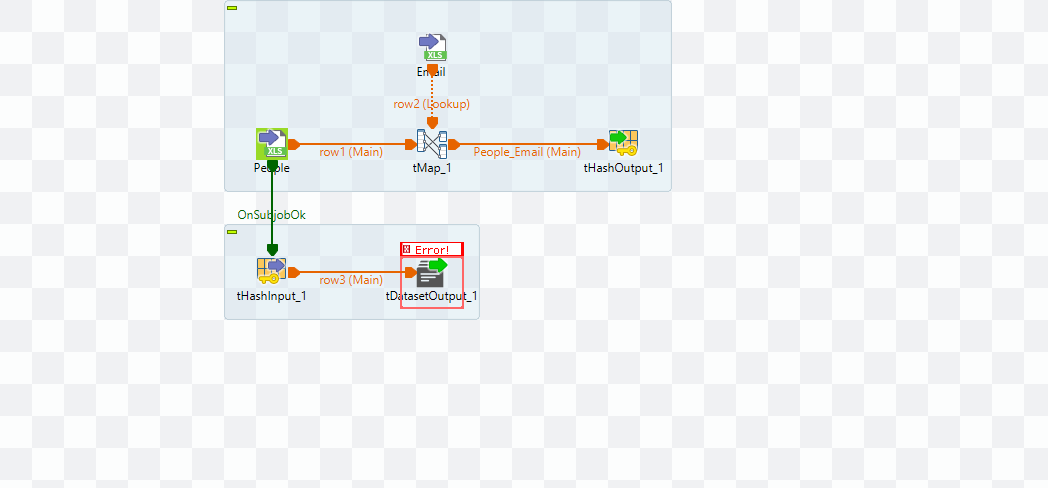 XLS
Email
row2 (Lookup)
XLS
row1 (Main)
People_Email (Main)
People
tMap_1
tHashOutput_1
OnSubjobOk
Error!
row3 (Main)
tHashInput_1
tDatasetOutput_1